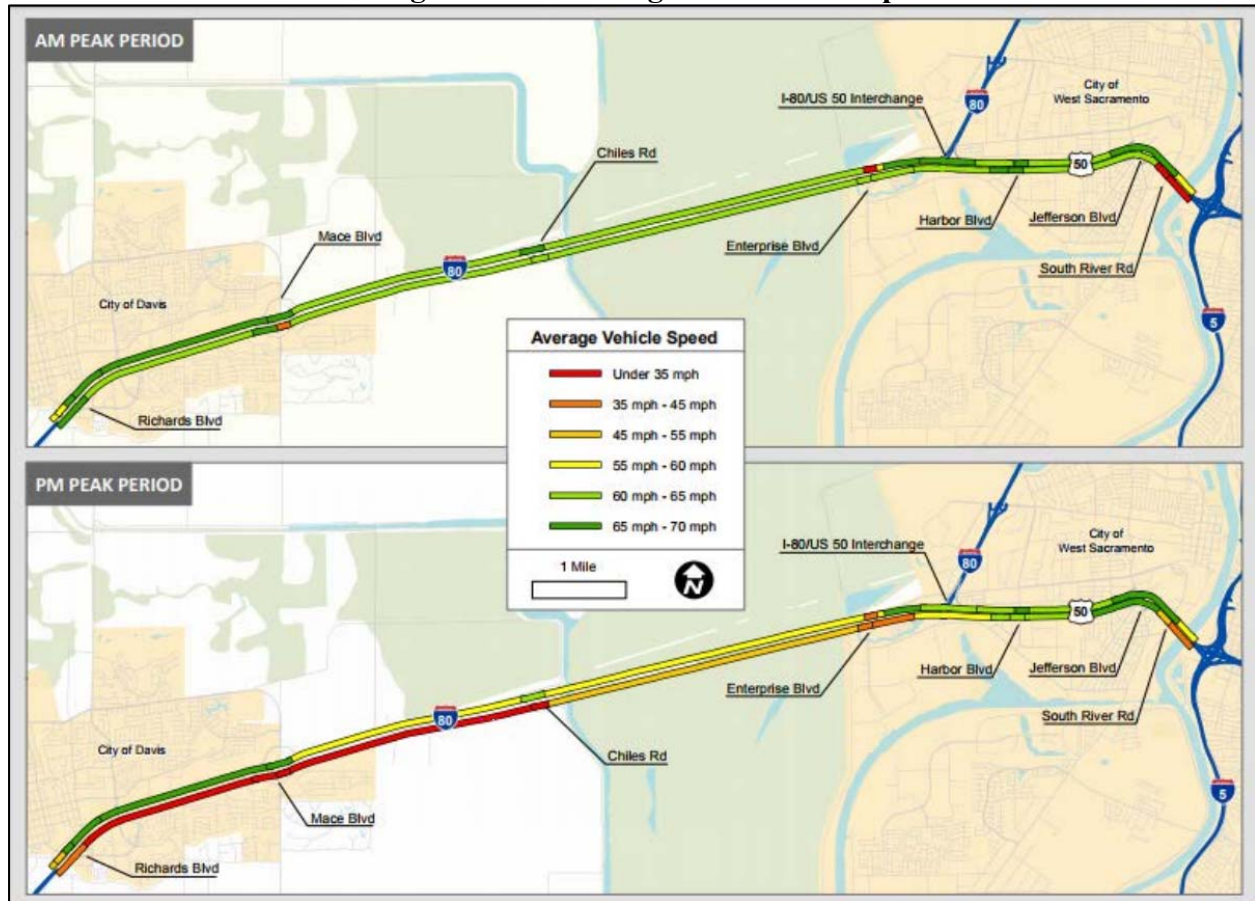 AM PEAK PERIOD
I-80/US 50 Interchange
80
City of
West Sacramento
Chiles Rd
50
Mace Blvd
Harbor Blvd
Jefferson Blvd
Enterprise Blvd
80
South River Rd
City of Davis
5
Richards Blvd
Average Vehicle Speed
Under 35 mph
35 mph - 45 mph
45 mph - 55 mph
55 mph - 60 mph
60 mph - 65 mph
65 mph - 70 mph
1 Mile
N
PM PEAK PERIOD
I-80/US 50 Interchange
80
City of
West Sacramento
50
Harbor Blvd
Jefferson Blvd
Enterprise Blvd
South River Rd
80
City of Davis
Chiles Rd
5
Mace Blvd
Richards Blvd